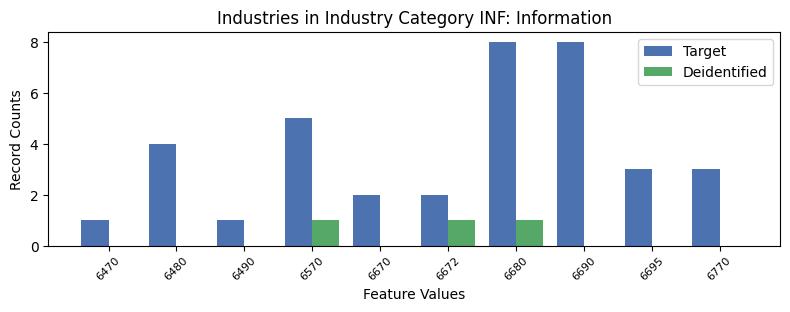 Industries in Industry Category INF: Information
Target
Deidentified
Record Counts
8
6
4
2
0
6470 6480 6490 6570 6670 6672 6680 6690 6695 6770
Feature Values